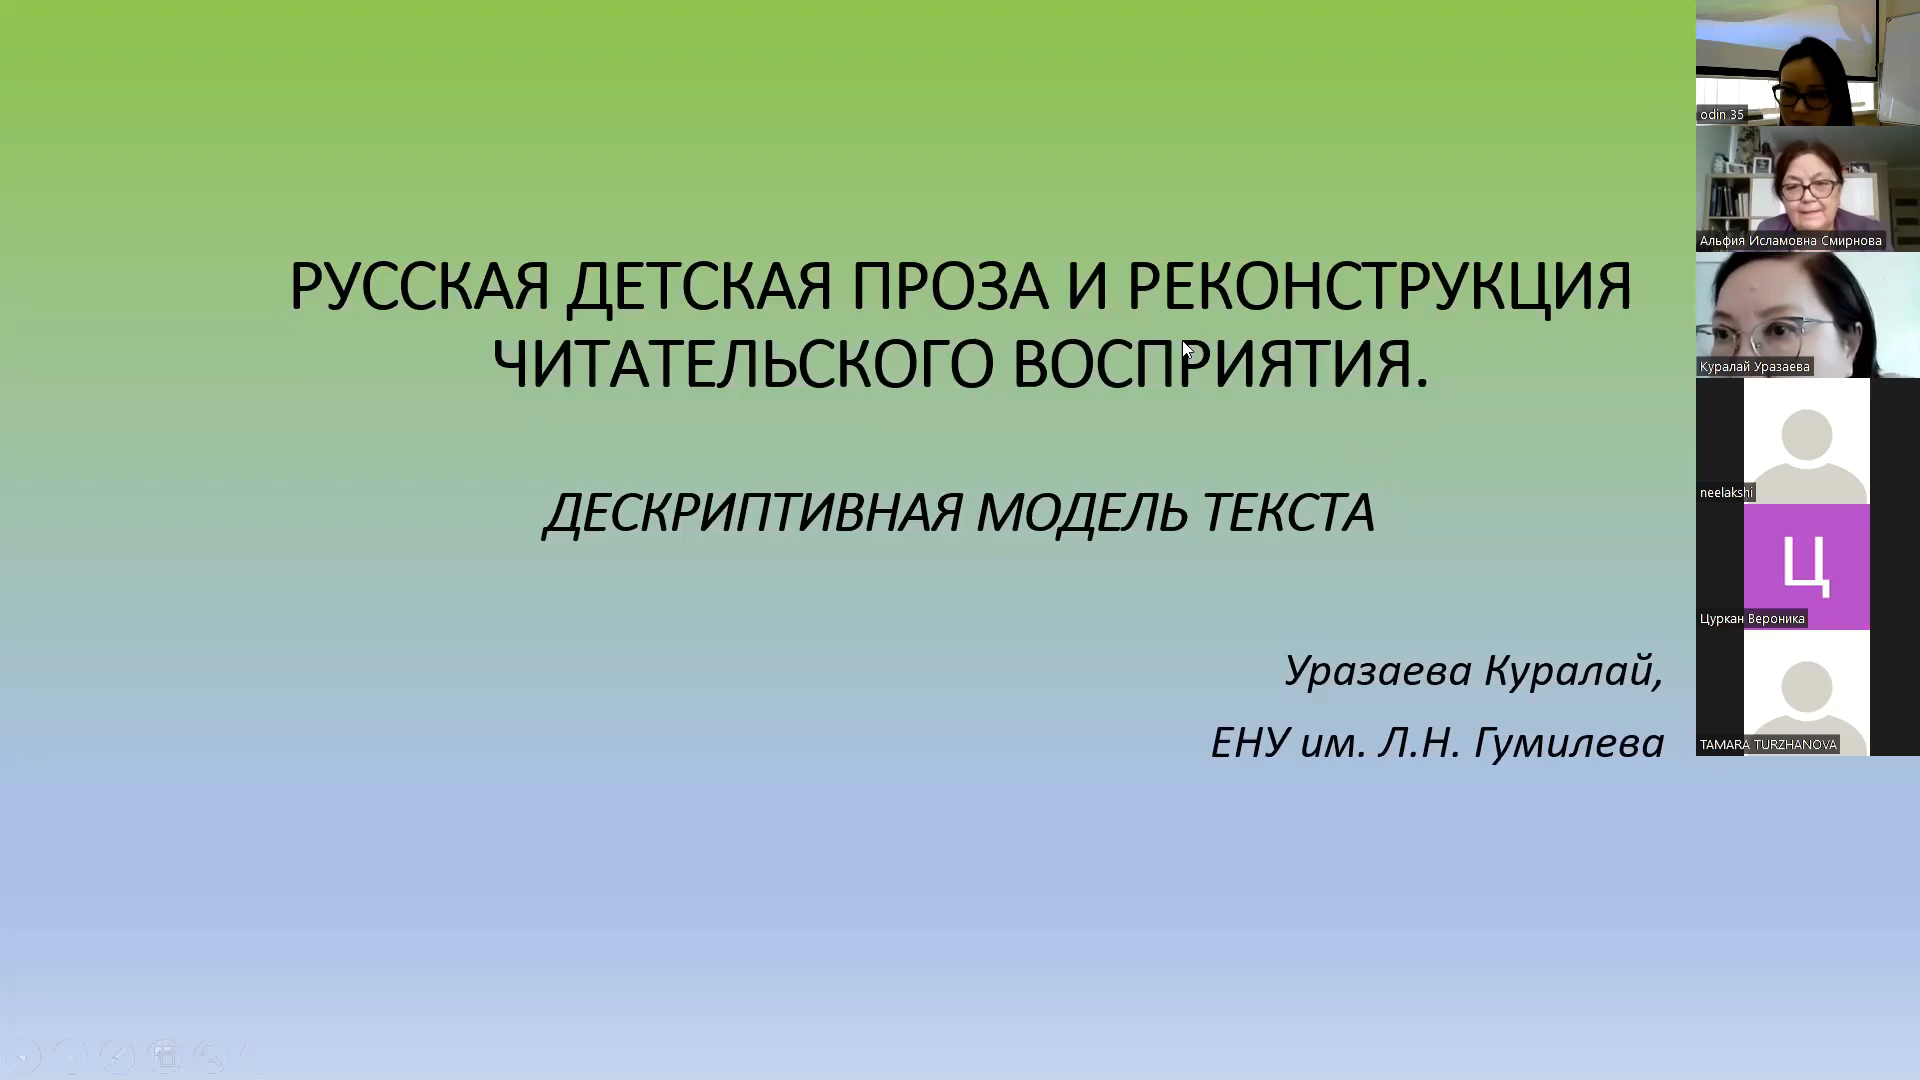 РУССКАЯ ДЕТСКАЯ ПРОЗА И РЕКОНСТРУКЦИЯ
ЧИТАТЕЛЬСКОГО ВОСПРИЯТИЯ.
ДЕСКРИПТИВНАЯ МОДЕЛЬ ТЕКСТА
Уразаева Куралай,
ЕНУ им. Л.Н. Гумилева
odin 35
Альфия Исламовна Смирнова
Куралай Уразаева
neelakshi
Ц
Цуркан Вероника
TAMARA TURZHANOVA